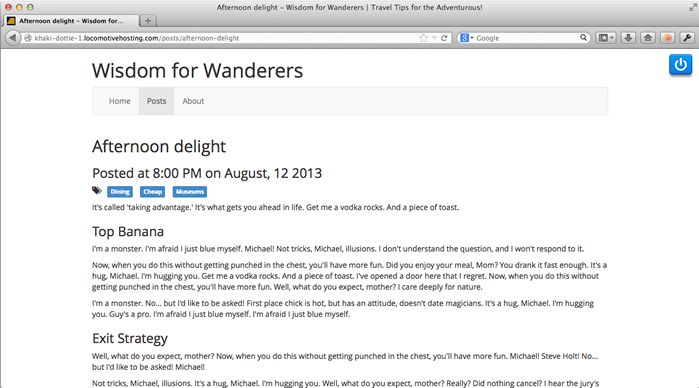 Afternoon delight – Wisdom for Wanderers | Travel Tips for the Adventurous!
Afternoon delight – Wisdom for...
khaki-dottie-1.locomotivehosting.com/posts/afternoon-delight
Google
Wisdom for Wanderers
Home Posts About
Afternoon delight
Posted at 8:00 PM on August, 12 2013
Dining Cheap Museums
It's called 'taking advantage.' It's what gets you ahead in life. Get me a vodka rocks. And a piece of toast.
Top Banana
I'm a monster. I'm afraid I just blue myself. Michael! Not tricks, Michael, illusions. I don't understand the question, and I won't respond to it.
Now, when you do this without getting punched in the chest, you'll have more fun. Did you enjoy your meal, Mom? You drank it fast enough. It's a
hug, Michael. I'm hugging you. Get me a vodka rocks. And a piece of toast. I've opened a door here that I regret. Now, when you do this without
getting punched in the chest, you'll have more fun. Well, what do you expect, mother? I care deeply for nature.
I'm a monster. No... but I'd like to be asked! First place chick is hot, but has an attitude, doesn't date magicians. It's a hug, Michael. I'm hugging
you. Guy's a pro. I'm afraid I just blue myself. I'm afraid I just blue myself.
Exit Strategy
Well, what do you expect, mother? Now, when you do this without getting punched in the chest, you'll have more fun. Michael! Steve Holt! No...
but I'd like to be asked! Michael!
Not tricks, Michael, illusions. It's a hug, Michael. I'm hugging you. Well, what do you expect, mother? Really? Did nothing cancel? I hear the jury's